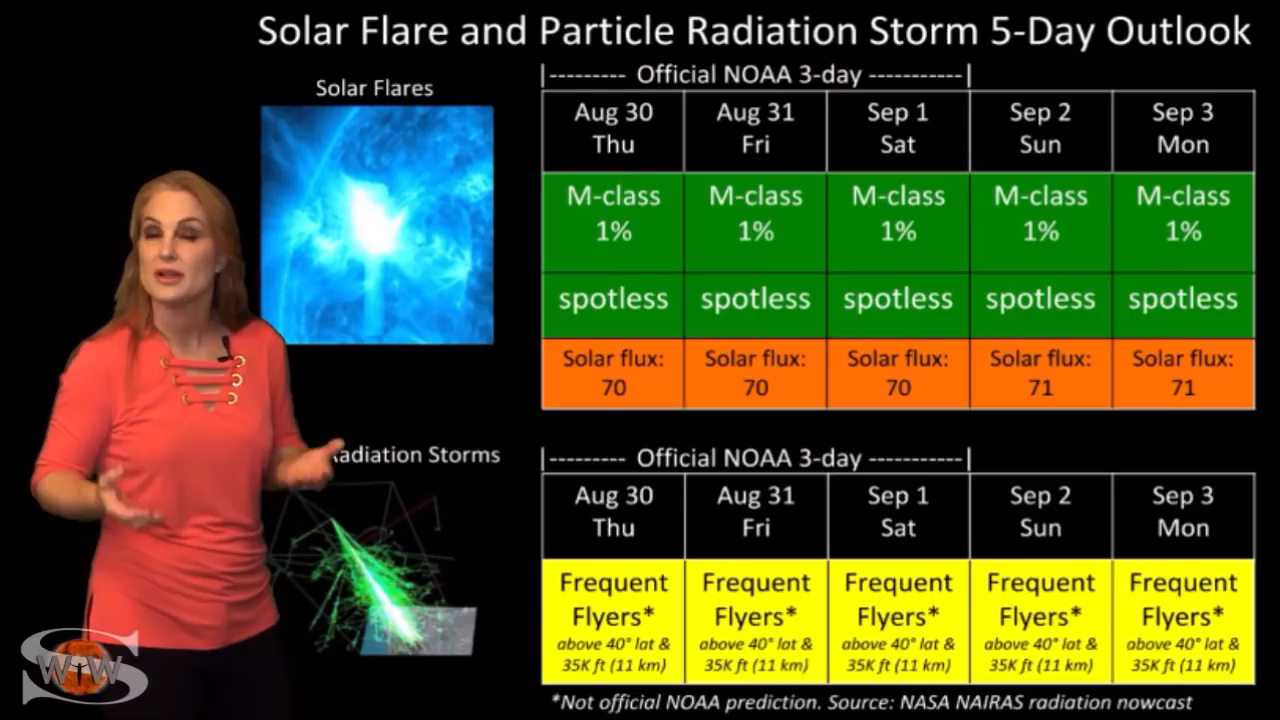 Solar Flare and Particle Radiation Storm 5-Day Outlook
Solar Flares
|--------- Official NOAA 3-day -----------|
Aug 30 Aug 31 Sep 1 Sep 2 Sep 3
Thu Fri Sat Sun Mon
M-class M-class M-class M-class M-class
1% 1% 1% 1% 1%
spotless spotless spotless spotless spotless
Solar flux: Solar flux: Solar flux: Solar flux: Solar flux:
70 70 70 71 71
adiation Storms
|--------- Official NOAA 3-day -----------|
Aug 30 Aug 31 Sep 1 Sep 2 Sep 3
Thu Fri Sat Sun Mon
Frequent Frequent Frequent Frequent Frequent
Flyers* Flyers* Flyers* Flyers* Flyers*
above 40° lat & above 40° lat & above 40° lat & above 40° lat & above 40° lat &
35K ft (11 km) 35K ft (11 km) 35K ft (11 km) 35K ft (11 km) 35K ft (11 km)
*Not official NOAA prediction. Source: NASA NAIRAS radiation nowcast
S
WTW